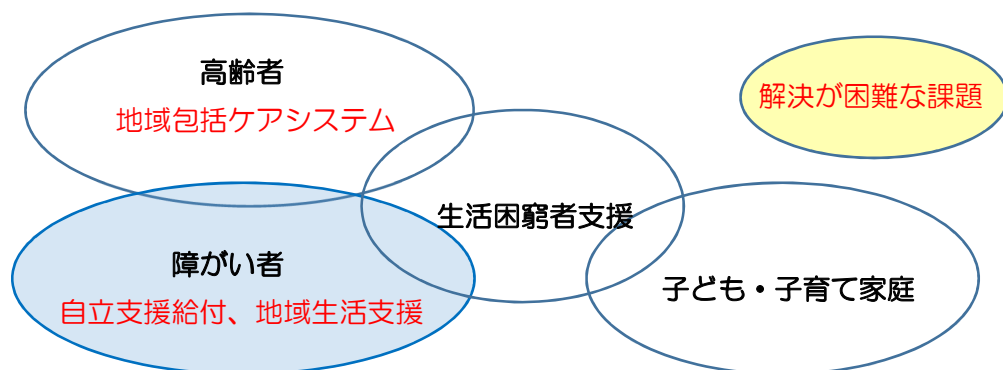 高齢者
地域包括ケアシステム
解決が困難な課題
生活困窮者支援
障がい者
自立支援給付、地域生活支援
子ども・子育て家庭